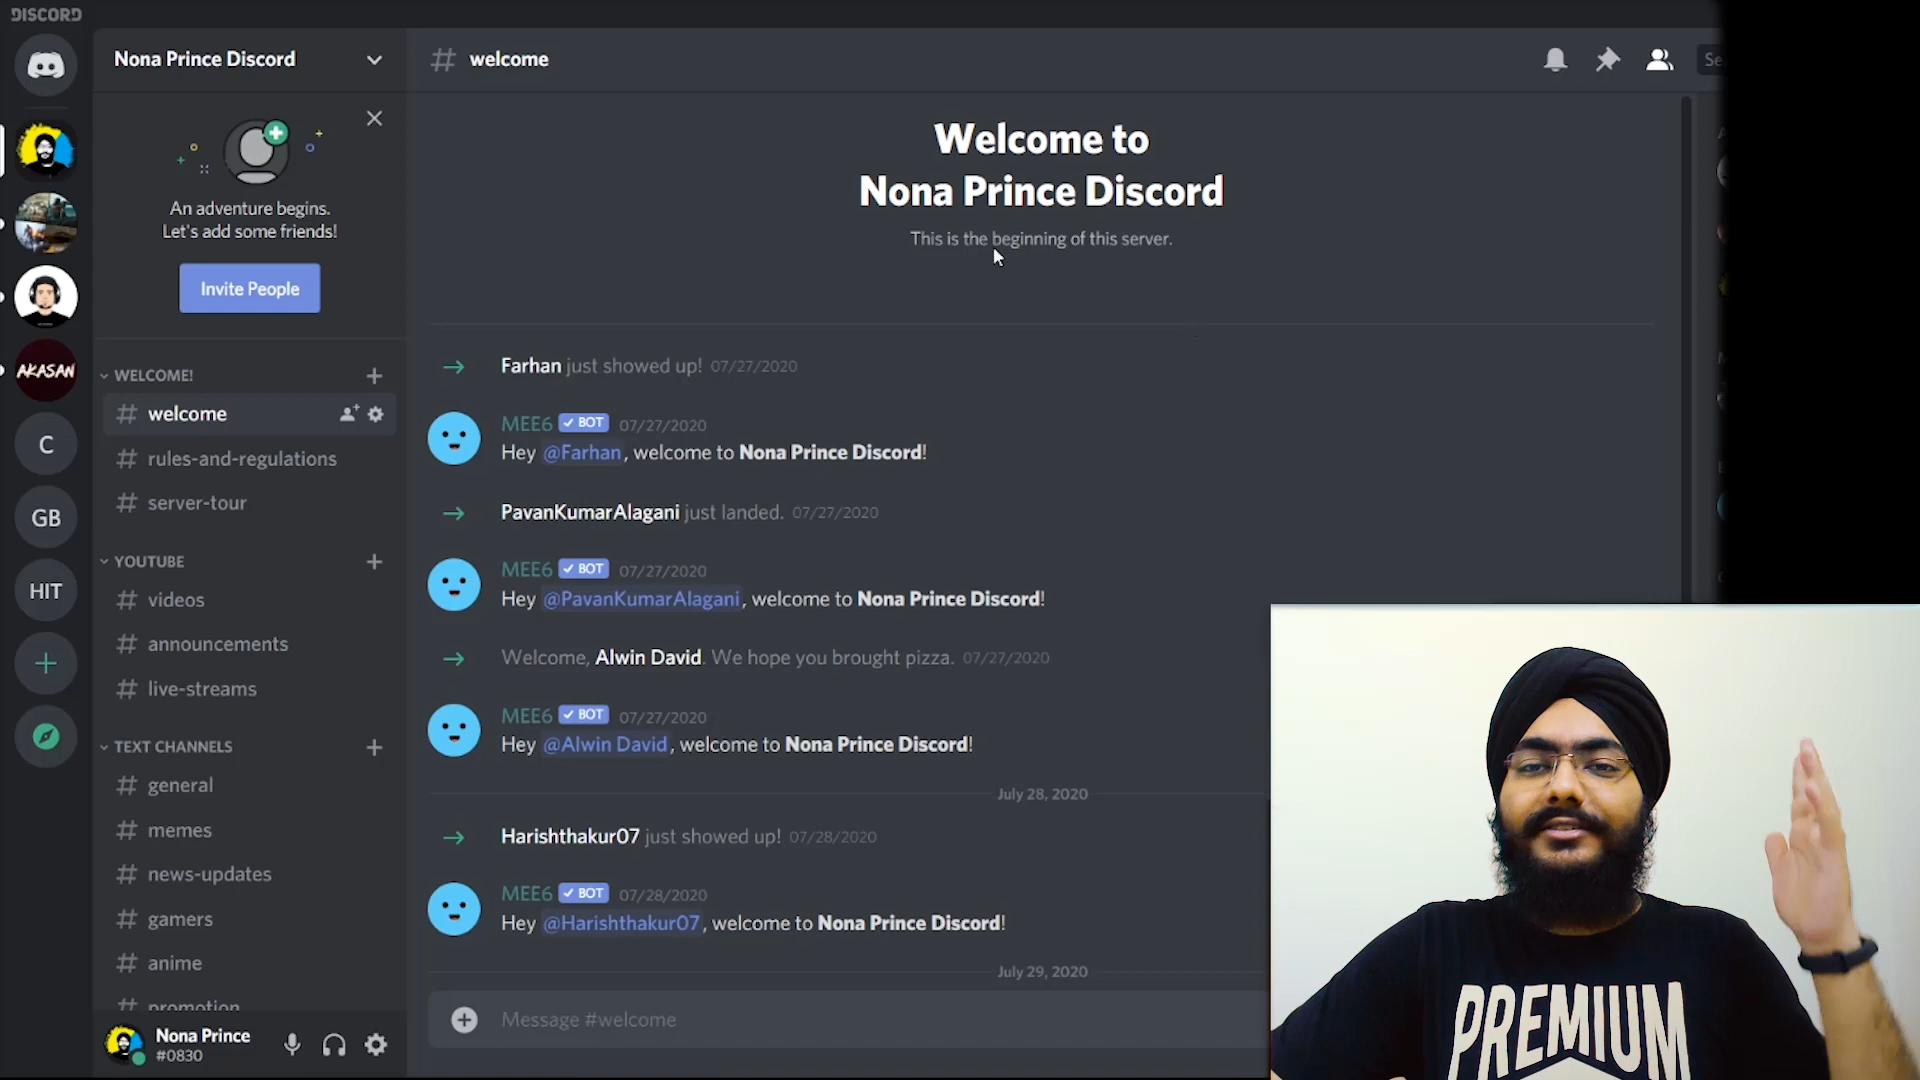 DISCORD
Nona Prince Discord
An adventure begins.
Let's add some friends!
Invite People
WELCOME!
welcome
rules-and-regulations
server-tour
YOUTUBE
videos
announcements
live-streams
TEXT CHANNELS
general
memes
news-updates
gamers
anime
promotion
Nona Prince
#0830
AKASAN
C
GB
HIT
welcome
Se
Welcome to
Nona Prince Discord
This is the beginning of this server.
Farhan just showed up! 07/27/2020
MEE6 BOT 07/27/2020
Hey @Farhan, welcome to Nona Prince Discord!
PavanKumarAlagani just landed. 07/27/2020
MEE6 BOT 07/27/2020
Hey @PavanKumarAlagani, welcome to Nona Prince Discord!
Welcome, Alwin David. We hope you brought pizza. 07/27/2020
MEE6 BOT 07/27/2020
Hey @Alwin David, welcome to Nona Prince Discord!
July 28, 2020
Harishthakur07 just showed up! 07/28/2020
MEE6 BOT 07/28/2020
Hey @Harishthakur07, welcome to Nona Prince Discord!
July 29, 2020
Message #welcome
PREMIUM